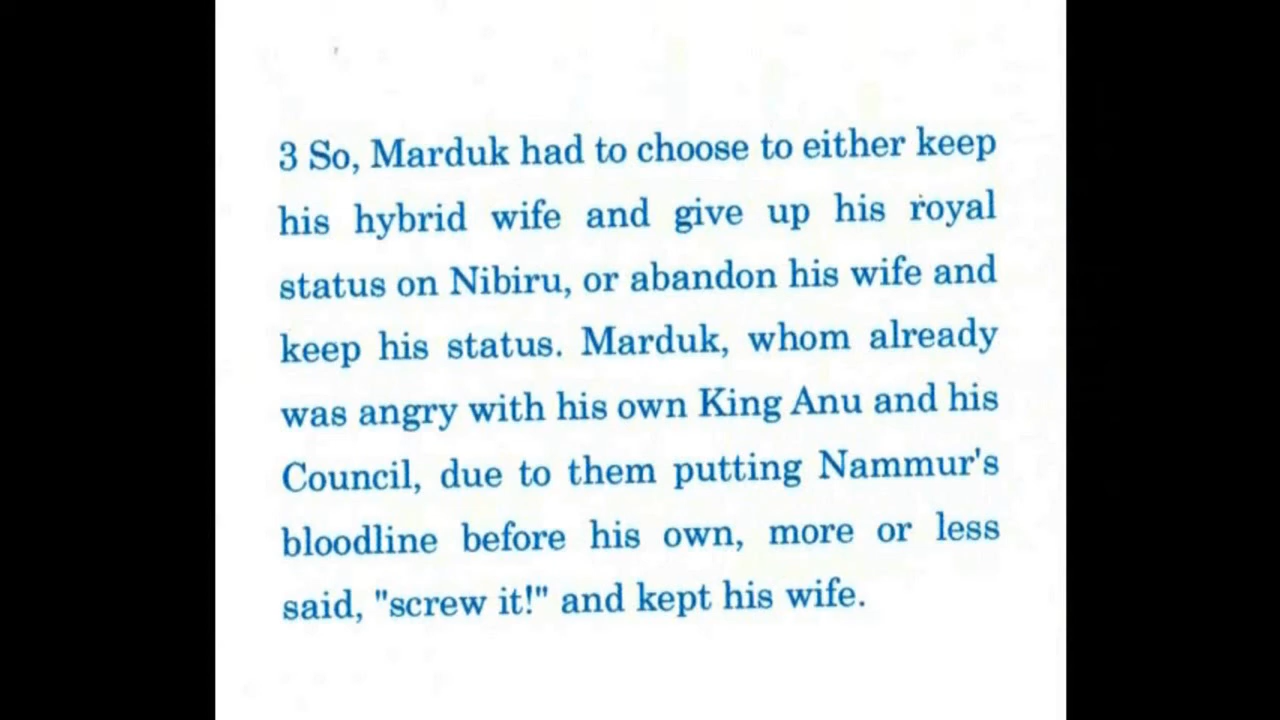 3 So, Marduk had to choose to either keep
his hybrid wife and give up his royal
status on Nibiru, or abandon his wife and
keep his status. Marduk, whom already
was angry with his own King Anu and his
Council, due to them putting Nammur's
bloodline before his own, more or less
said, "screw it!" and kept his wife.